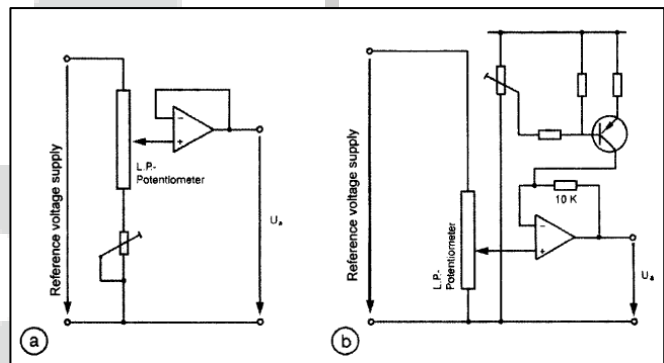 Reference voltage supply
−
+
L.P.-
Potentiometer
Uₐ
a
Reference voltage supply
L.P.-
Potentiometer
10 K
−
+
Uₐ
b